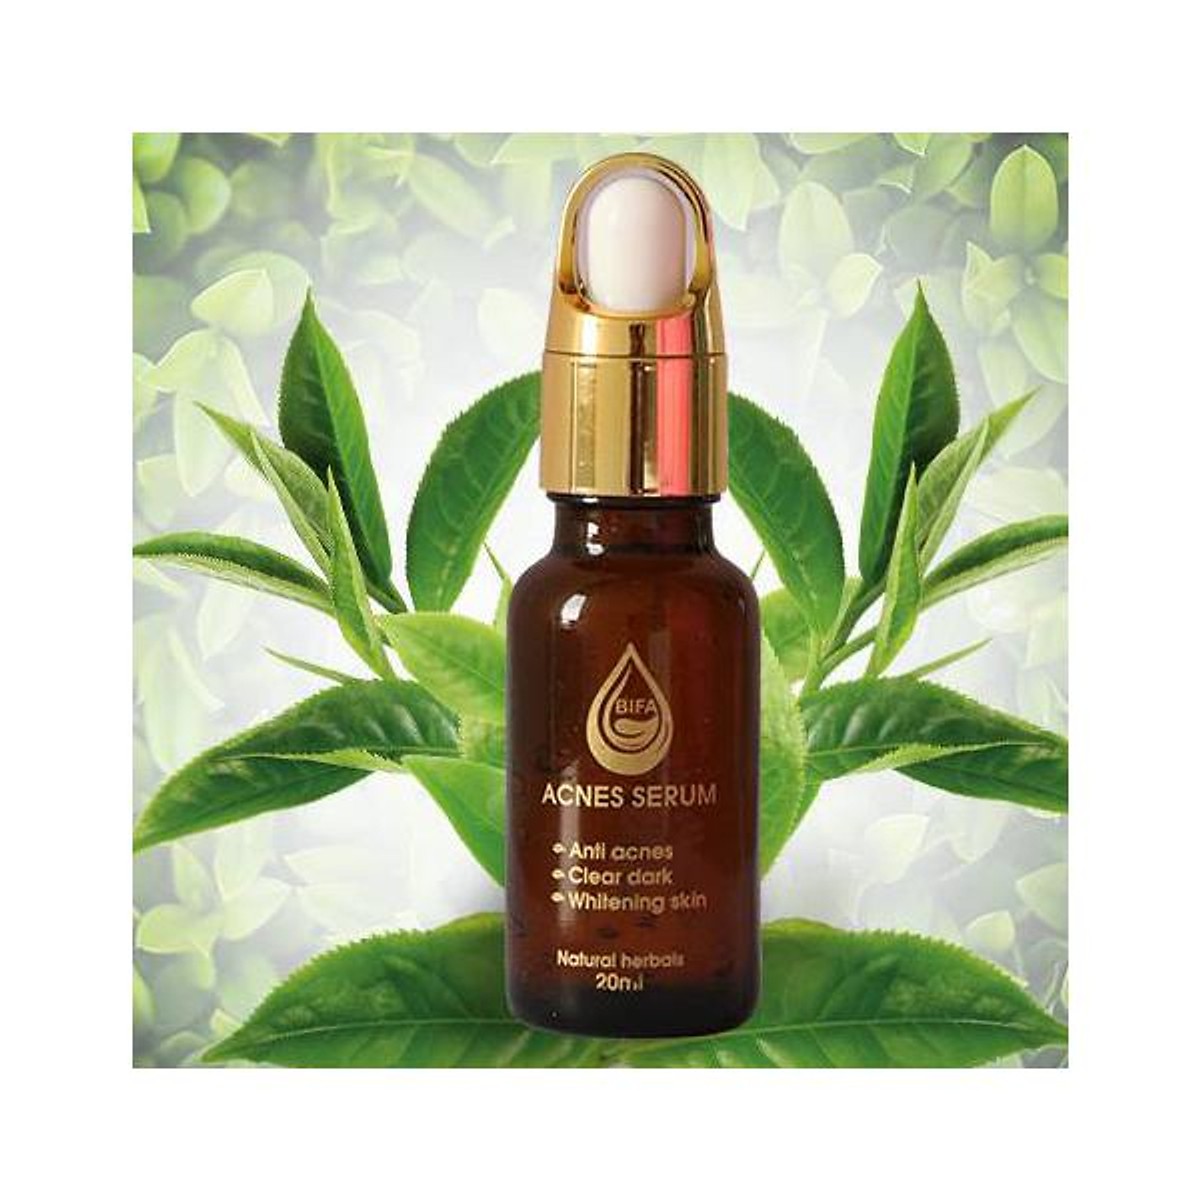 BIFA
ACNES SERUM
Anti acnes
Clear dark
Whitening skin
Natural herbals
20ml